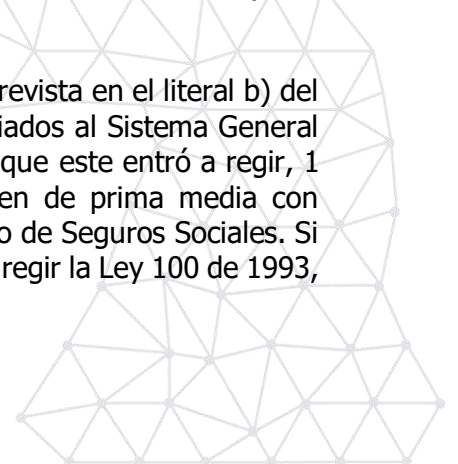 revista en el literal b) del
iados al Sistema General
que este entró a regir, 1
en de prima media con
o de Seguros Sociales. Si
regir la Ley 100 de 1993,